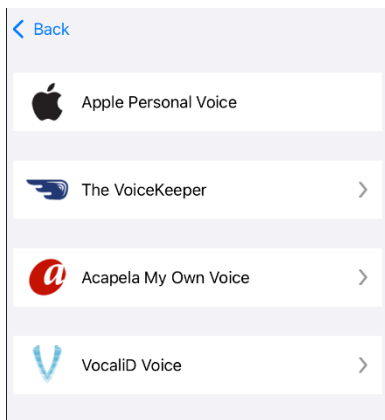 Back
Apple Personal Voice
The VoiceKeeper
Acapela My Own Voice
VocaliD Voice